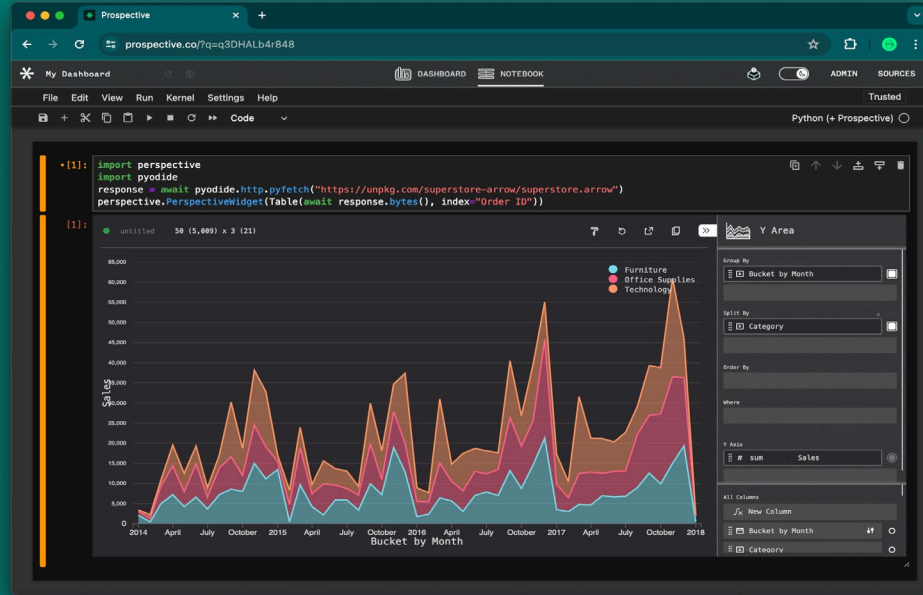 Prospective
prospective.co/?q=q3DHALb4r848
My Dashboard
DASHBOARD
NOTEBOOK
ADMIN
SOURCES
File Edit View Run Kernel Settings Help
Trusted
Code
Python (+ Prospective)
[1]:
import perspective
import pyodide
response = await pyodide.http.pyfetch("https://unpkg.com/superstore-arrow/superstore.arrow")
perspective.PerspectiveWidget(Table(await response.bytes(), index="Order ID"))
[1]:
untitled
50 (5,009) x 3 (21)
Y Area
Furniture
Office Supplies
Technology
65,000
60,000
55,000
50,000
45,000
40,000
35,000
30,000
25,000
20,000
15,000
10,000
5,000
0
Sales
2014 April July October 2015 April July October 2016 April July October 2017 April July October 2018
Bucket by Month
Group By
Bucket by Month
Split By
Category
Order By
Where
Y Axis
# sum Sales
All Columns
New Column
Bucket by Month
Category